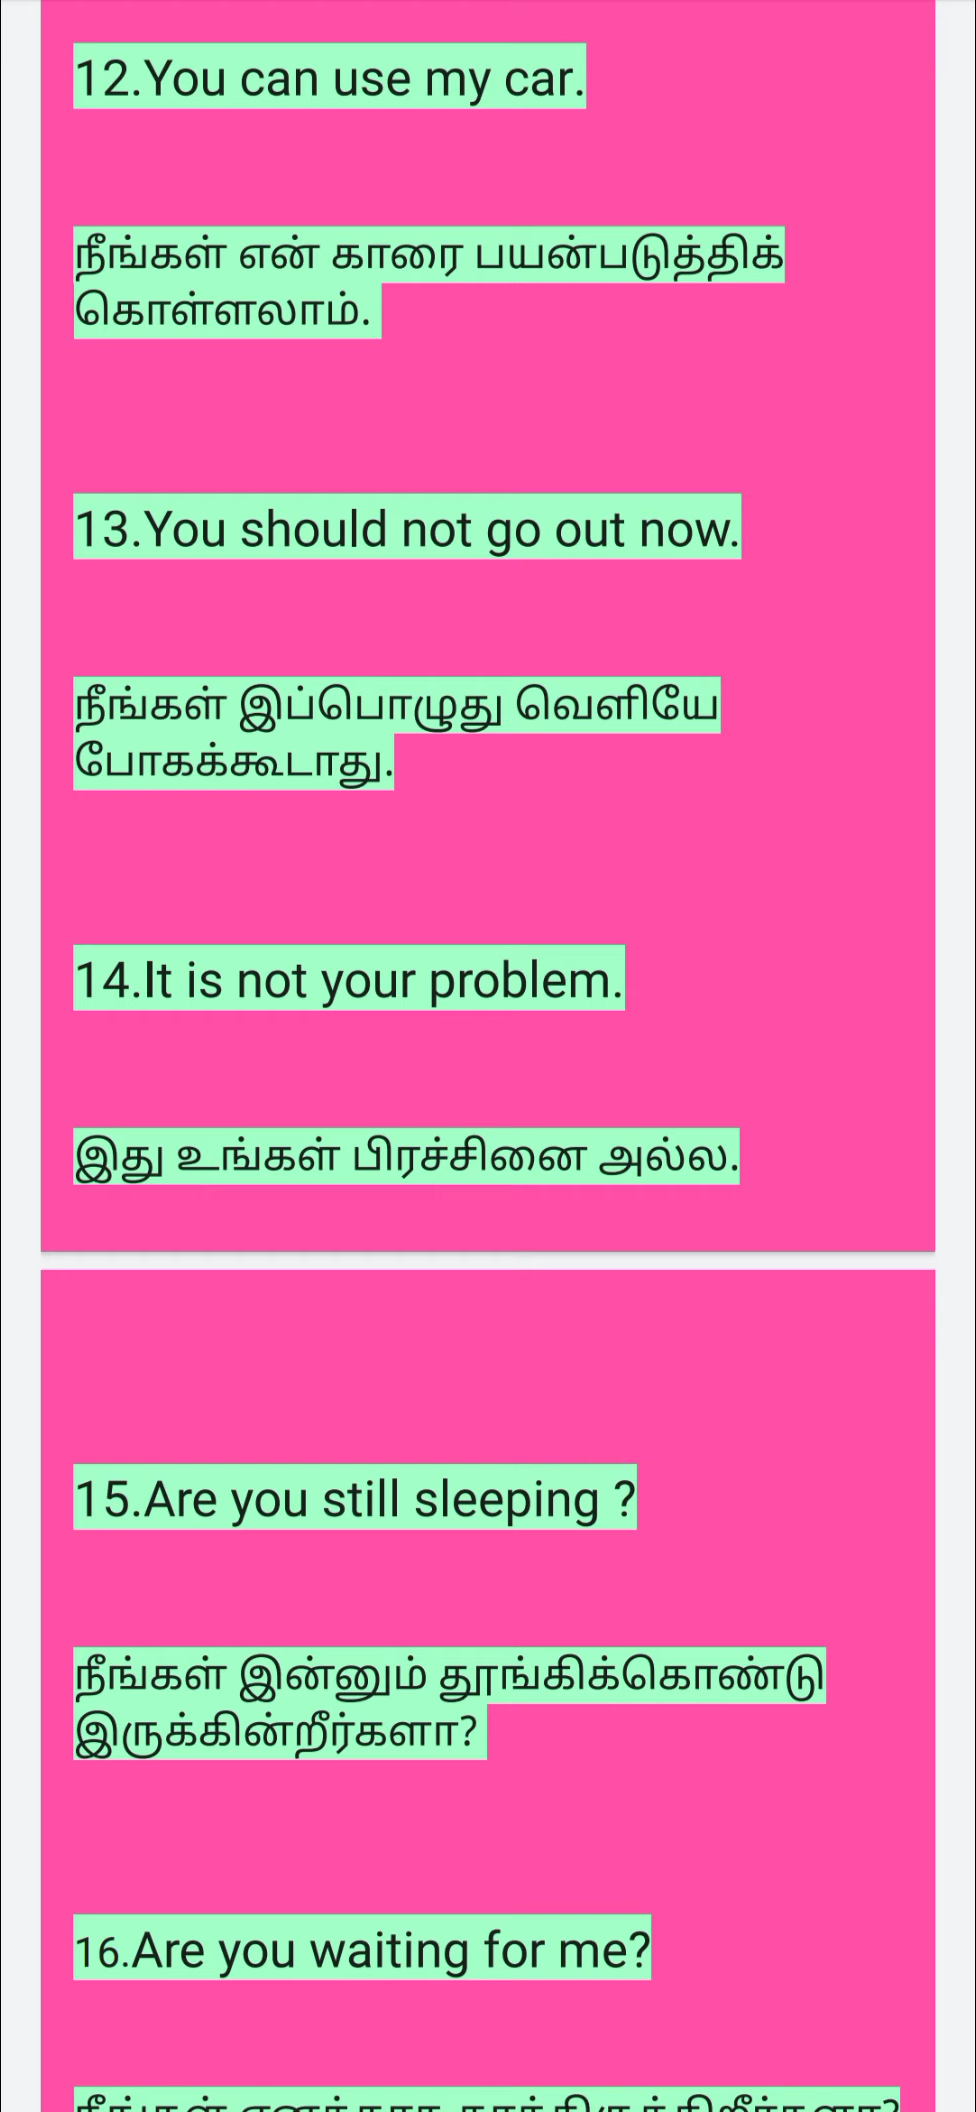 12.You can use my car.
நீங்கள் என் காரை பயன்படுத்திக்
கொள்ளலாம்.
13.You should not go out now.
நீங்கள் இப்பொழுது வெளியே
போகக்கூடாது.
14.It is not your problem.
இது உங்கள் பிரச்சினை அல்ல.
15.Are you still sleeping ?
நீங்கள் இன்னும் தூங்கிக்கொண்டு
இருக்கின்றீர்களா?
16.Are you waiting for me?
நீங்கள்